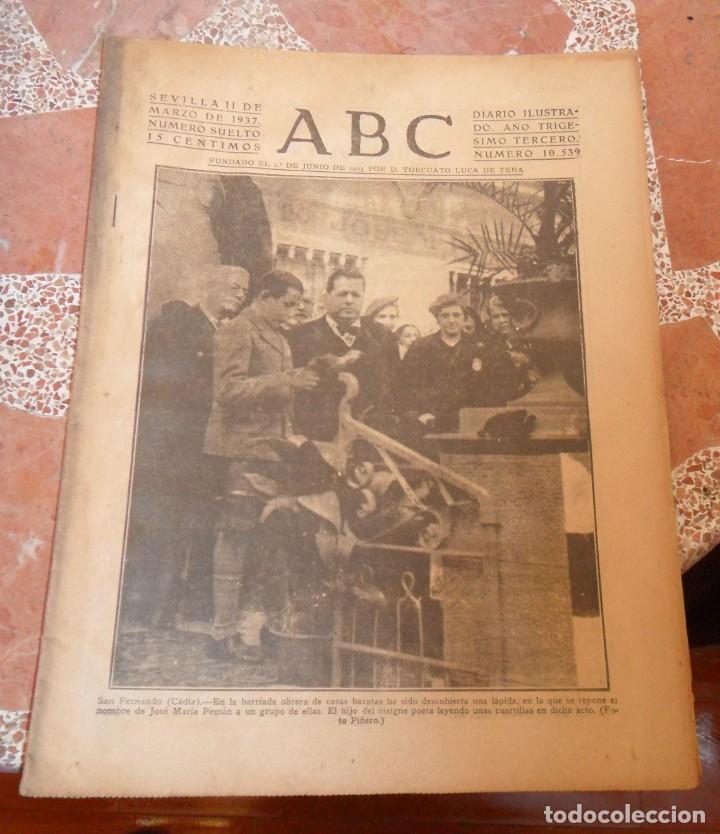 SEVILLA 11 DE
MARZO DE 1937.
NUMERO SUELTO
15 CENTIMOS
ABC
DIARIO ILUSTRA-
DO. AÑO TRIGE-
SIMO TERCERO.
NUMERO 10.539
FUNDADO EL 1.º DE JUNIO DE 1905 POR D. TORCUATO LUCA DE TENA
San Fernando (Cádiz).—En la barriada obrera de casas baratas ha sido descubierta una lápida, en la que se repone el
nombre de José María Pemán a un grupo de ellas. El hijo del insigne poeta leyendo unas cuartillas en dicho acto. (Fo-
to Piñero.)
todocoleccion